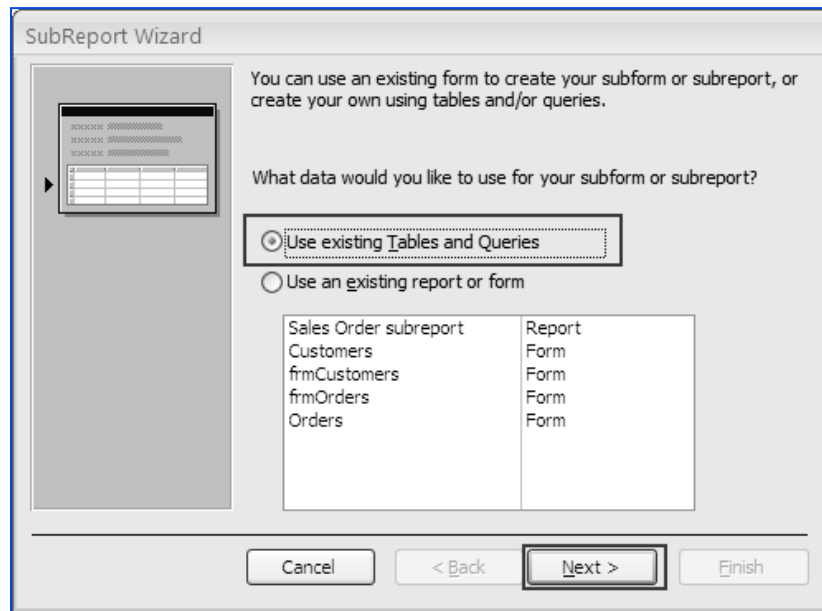 SubReport Wizard
You can use an existing form to create your subform or subreport, or
create your own using tables and/or queries.
What data would you like to use for your subform or subreport?
Use existing Tables and Queries
Use an existing report or form
Sales Order subreport Report
Customers Form
frmCustomers Form
frmOrders Form
Orders Form
Cancel < Back Next > Finish